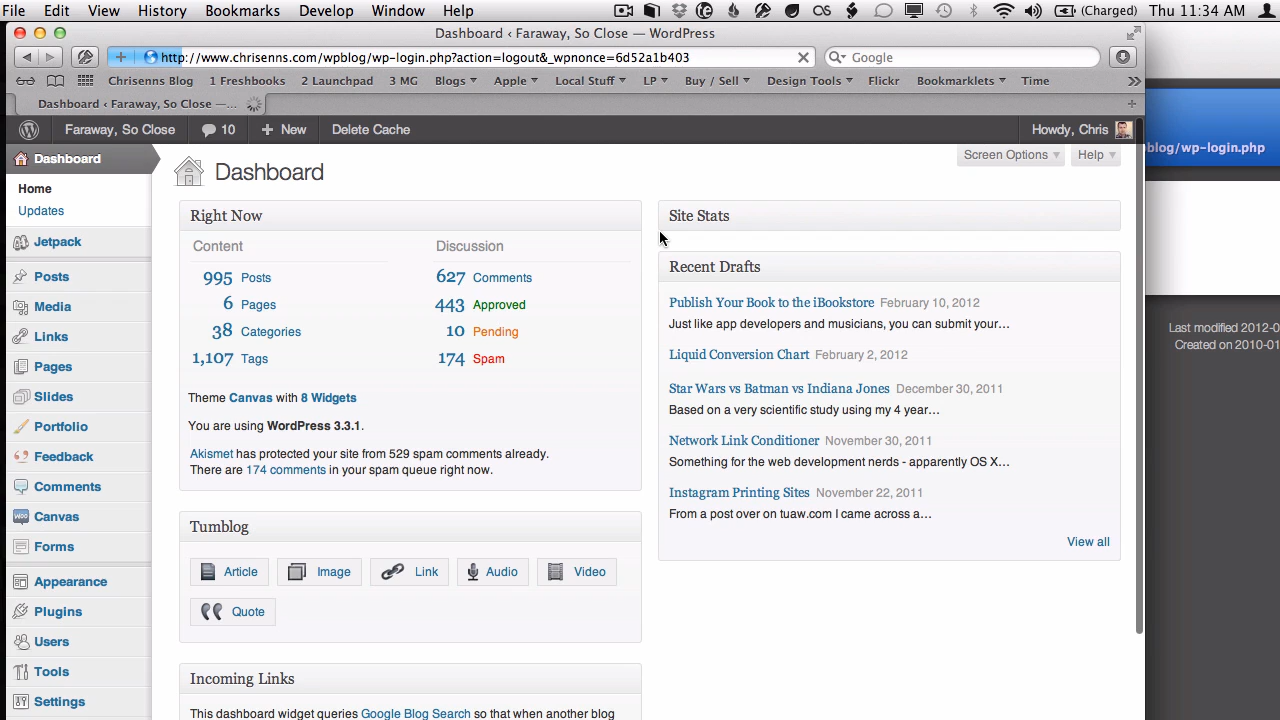 File Edit View History Bookmarks Develop Window Help (Charged) Thu 11:34 AM
Dashboard ‹ Faraway, So Close — WordPress
http://www.chrisenns.com/wpblog/wp-login.php?action=logout&_wpnonce=6d52a1b403 Google
Chrisenns Blog 1 Freshbooks 2 Launchpad 3 MG Blogs Apple Local Stuff LP Buy / Sell Design Tools Flickr Bookmarklets Time
Dashboard ‹ Faraway, So Close —...
Faraway, So Close 10 + New Delete Cache Howdy, Chris
blog/wp-login.php
Dashboard
Home
Updates
Jetpack
Posts
Media
Links
Pages
Slides
Portfolio
Feedback
Comments
Canvas
Forms
Appearance
Plugins
Users
Tools
Settings
Screen Options Help
Dashboard
Right Now
Content Discussion
995 Posts 627 Comments
6 Pages 443 Approved
38 Categories 10 Pending
1,107 Tags 174 Spam
Theme Canvas with 8 Widgets
You are using WordPress 3.3.1.
Akismet has protected your site from 529 spam comments already.
There are 174 comments in your spam queue right now.
Tumblog
Article Image Link Audio Video
Quote
Incoming Links
This dashboard widget queries Google Blog Search so that when another blog
Site Stats
Recent Drafts
Publish Your Book to the iBookstore February 10, 2012
Just like app developers and musicians, you can submit your…
Liquid Conversion Chart February 2, 2012
Star Wars vs Batman vs Indiana Jones December 30, 2011
Based on a very scientific study using my 4 year…
Network Link Conditioner November 30, 2011
Something for the web development nerds - apparently OS X…
Instagram Printing Sites November 22, 2011
From a post over on tuaw.com I came across a…
View all
Last modified 2012-0
Created on 2010-01